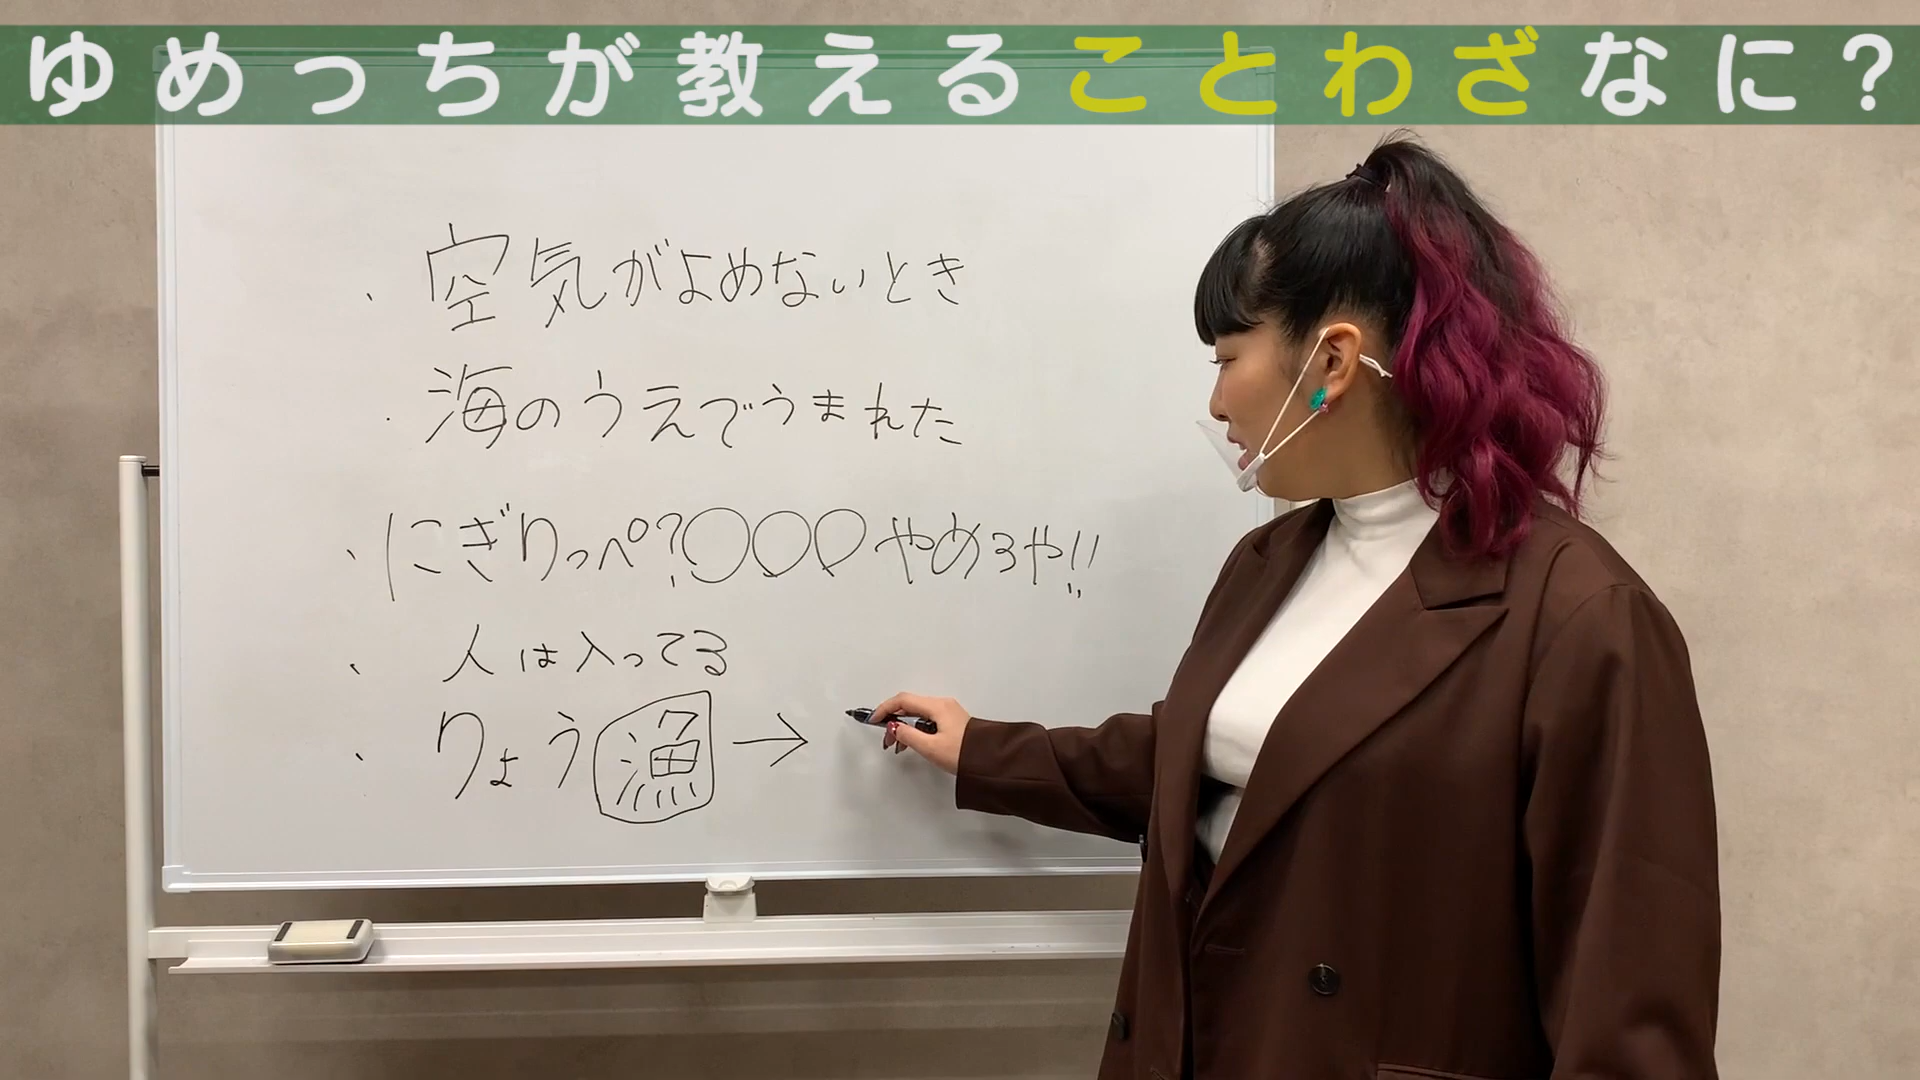 ゆめっちが教えることわざなに？
・空気がよめないとき
・海のうえでうまれた
・にぎりっぺ?○○○やめろや!!
・人は入ってる
・りょう漁→